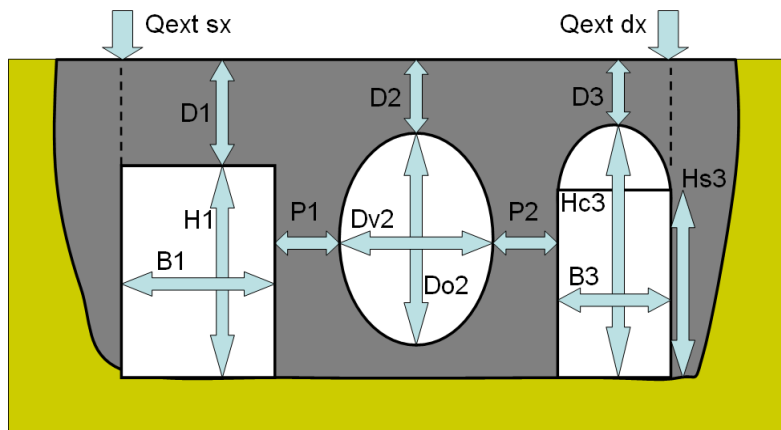 Qext sx
Qext dx
D1
D2
D3
H1
P1
Dv2
P2
Hc3
Hs3
B1
Do2
B3